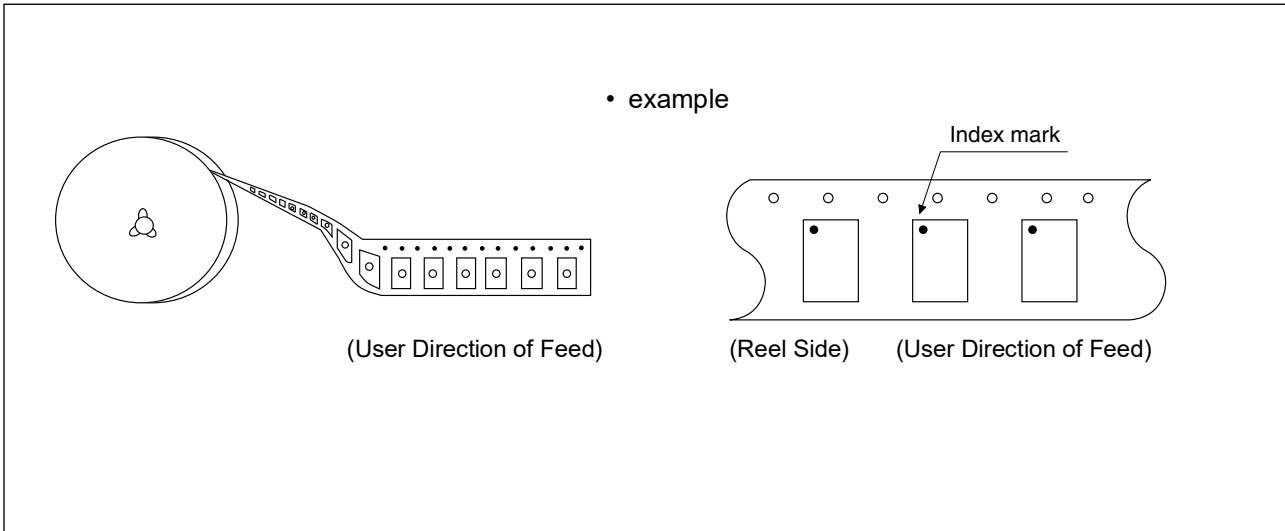 • example
Index mark
(User Direction of Feed)
(Reel Side)
(User Direction of Feed)